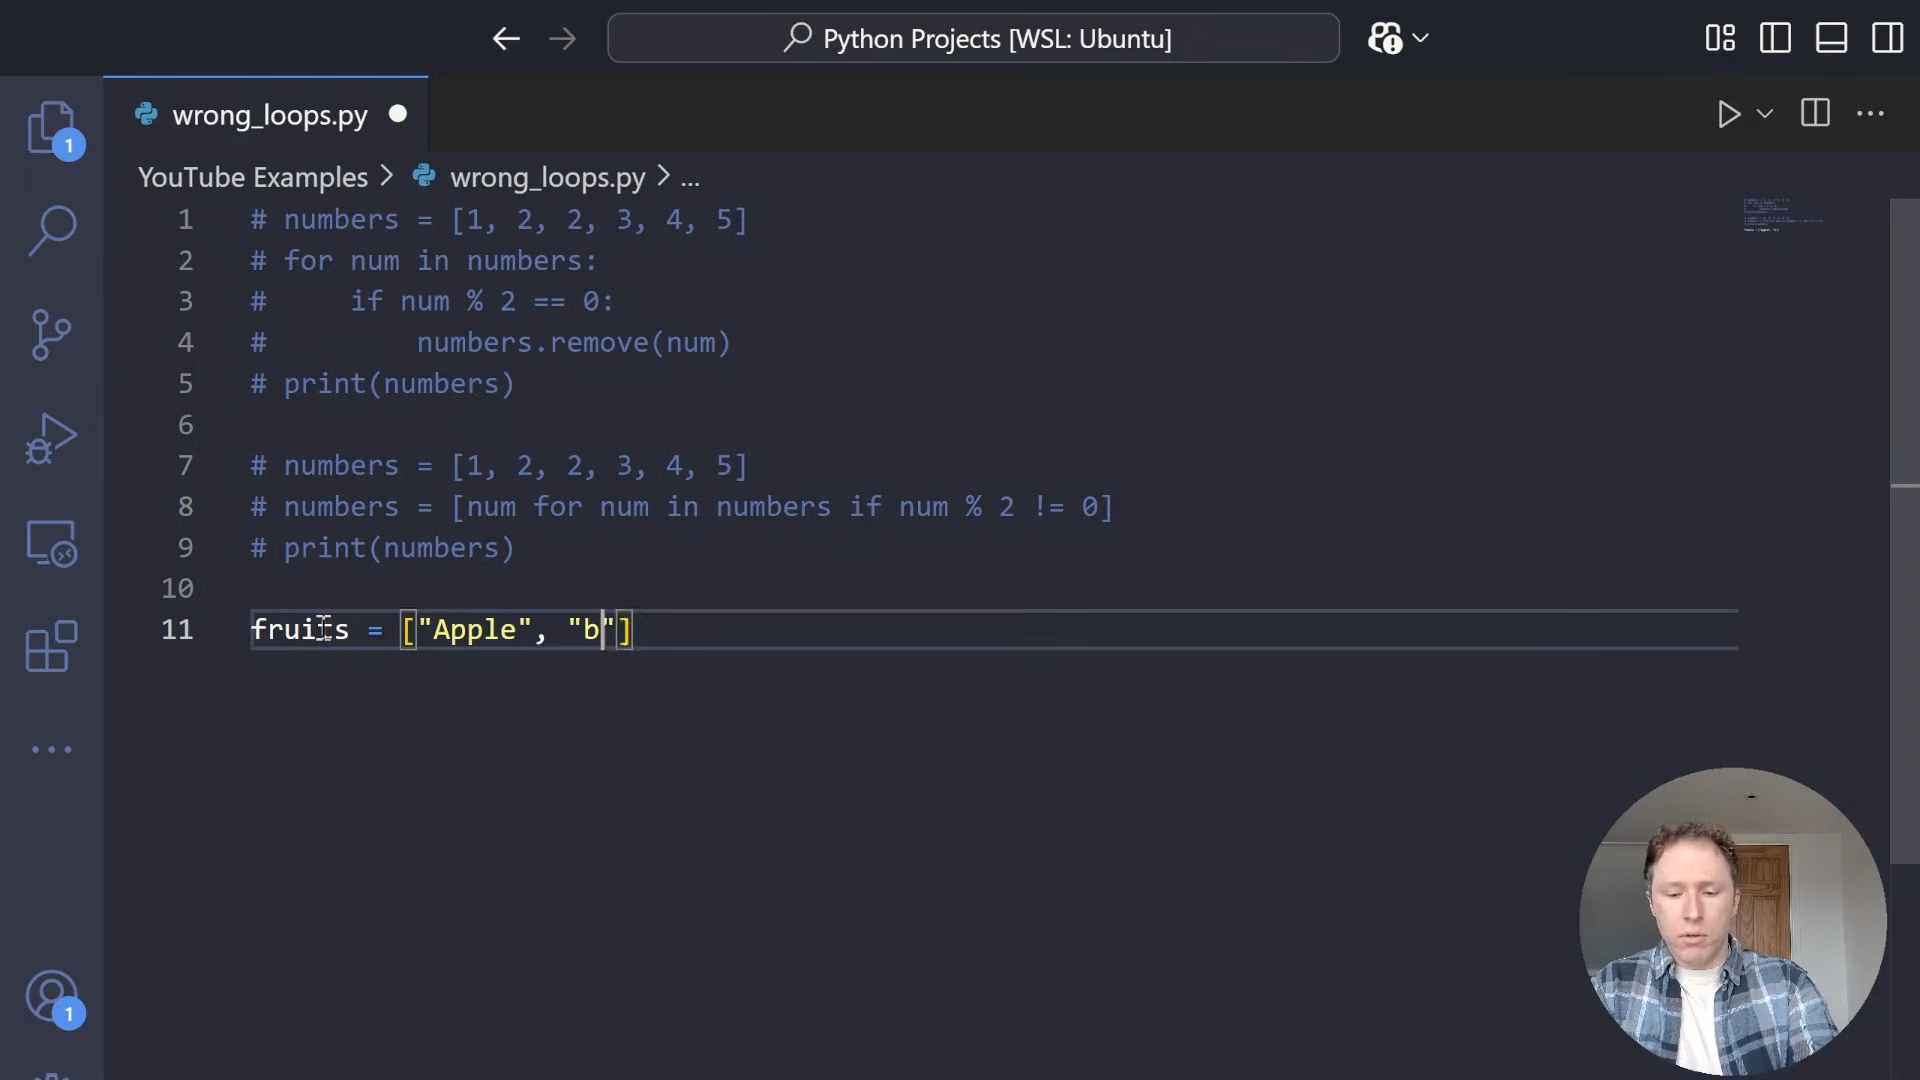 Python Projects [WSL: Ubuntu]
wrong_loops.py
1
YouTube Examples > wrong_loops.py > ...
1 # numbers = [1, 2, 2, 3, 4, 5]
2 # for num in numbers:
3 #     if num % 2 == 0:
4 #         numbers.remove(num)
5 # print(numbers)
6
7 # numbers = [1, 2, 2, 3, 4, 5]
8 # numbers = [num for num in numbers if num % 2 != 0]
9 # print(numbers)
10
11 fruits = ["Apple", "b"]
1